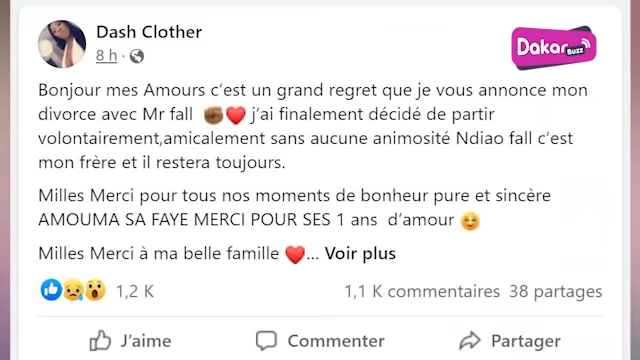 Dash Clother
Dakar
Buzz
8 h ·
Bonjour mes Amours c’est un grand regret que je vous annonce mon
divorce avec Mr fall ✊🏾❤️ j’ai finalement décidé de partir
volontairement,amicalement sans aucune animosité Ndiao fall c’est
mon frère et il restera toujours.
Milles Merci pour tous nos moments de bonheur pure et sincère
AMOUMA SA FAYE MERCI POUR SES 1 ans d’amour ☺️
Milles Merci à ma belle famille ❤️... Voir plus
1,2 K 1,1 K commentaires 38 partages
J’aime Commenter Partager